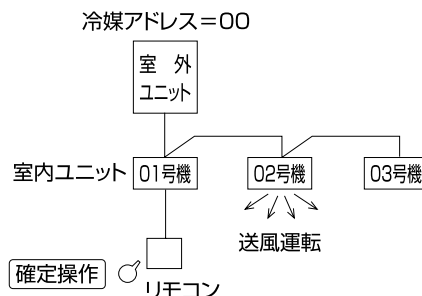 冷媒アドレス＝00
室 外
ユニット
室内ユニット 01号機 02号機 03号機
送風運転
確定操作
リモコン